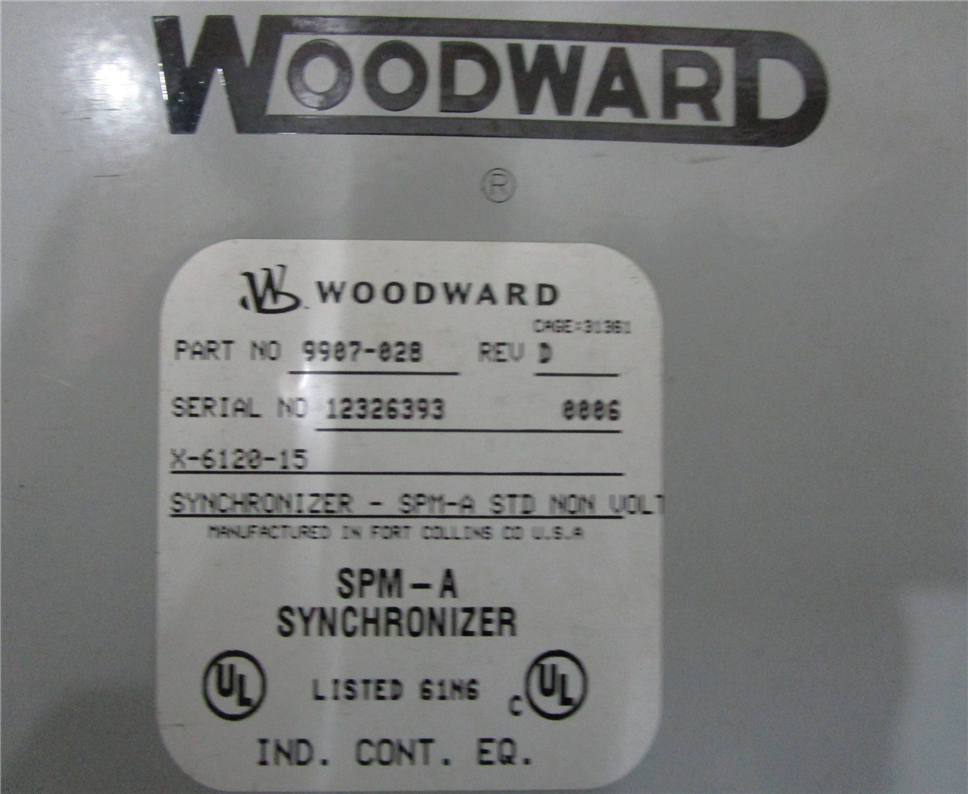 WOODWARD
®
WOODWARD
CAGE:31361
PART NO 9907-028 REV D
SERIAL NO 12326393 0006
X-6120-15
SYNCHRONIZER - SPM-A STD NON VOLT
MANUFACTURED IN FORT COLLINS CO U.S.A
SPM-A
SYNCHRONIZER
UL LISTED 61H6 c UL
IND. CONT. EQ.